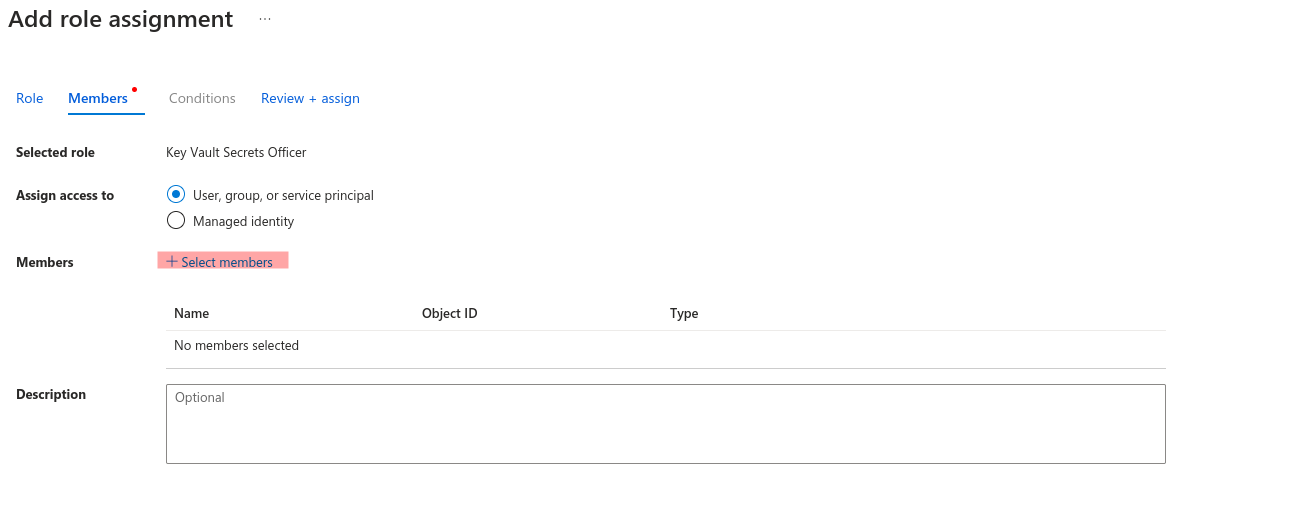 Add role assignment ...
Role Members Conditions Review + assign
Selected role Key Vault Secrets Officer
Assign access to User, group, or service principal
Managed identity
Members + Select members
Name Object ID Type
No members selected
Description Optional